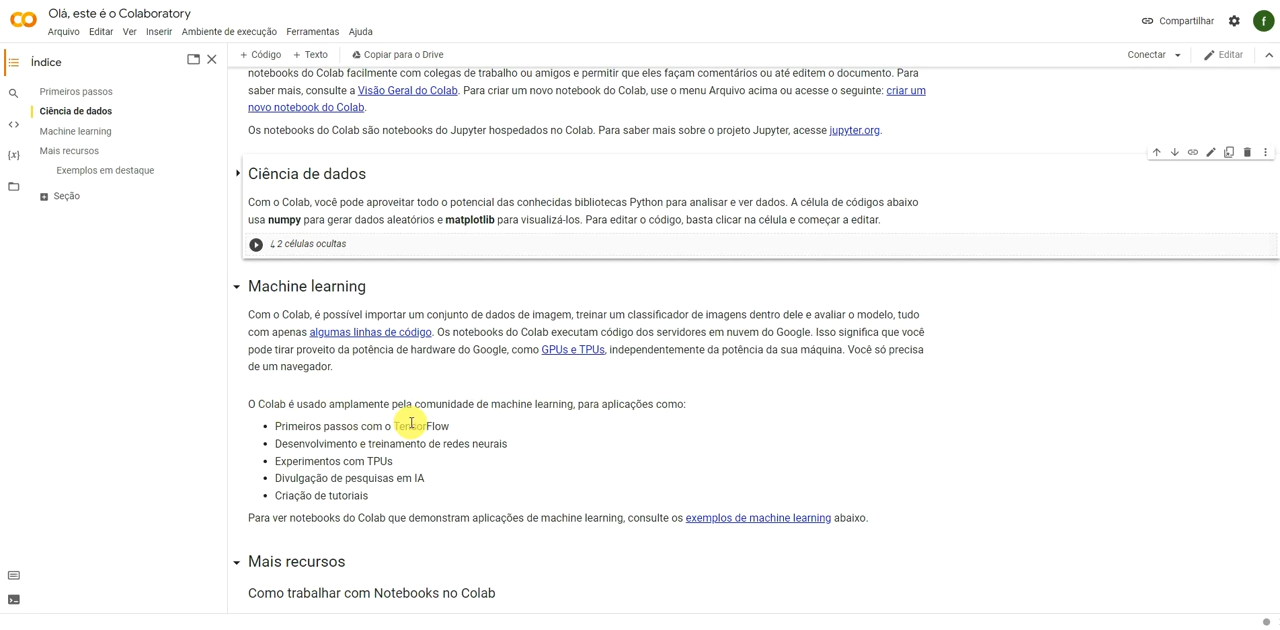 Olá, este é o Colaboratory
Arquivo Editar Ver Inserir Ambiente de execução Ferramentas Ajuda
Compartilhar
f
Índice
Primeiros passos
Ciência de dados
Machine learning
Mais recursos
Exemplos em destaque
Seção
+ Código + Texto Copiar para o Drive
Conectar Editar
notebooks do Colab facilmente com colegas de trabalho ou amigos e permitir que eles façam comentários ou até editem o documento. Para
saber mais, consulte a Visão Geral do Colab. Para criar um novo notebook do Colab, use o menu Arquivo acima ou acesse o seguinte: criar um
novo notebook do Colab.
Os notebooks do Colab são notebooks do Jupyter hospedados no Colab. Para saber mais sobre o projeto Jupyter, acesse jupyter.org.
Ciência de dados
Com o Colab, você pode aproveitar todo o potencial das conhecidas bibliotecas Python para analisar e ver dados. A célula de códigos abaixo
usa numpy para gerar dados aleatórios e matplotlib para visualizá-los. Para editar o código, basta clicar na célula e começar a editar.
↳ 2 células ocultas
Machine learning
Com o Colab, é possível importar um conjunto de dados de imagem, treinar um classificador de imagens dentro dele e avaliar o modelo, tudo
com apenas algumas linhas de código. Os notebooks do Colab executam código dos servidores em nuvem do Google. Isso significa que você
pode tirar proveito da potência de hardware do Google, como GPUs e TPUs, independentemente da potência da sua máquina. Você só precisa
de um navegador.
O Colab é usado amplamente pela comunidade de machine learning, para aplicações como:
• Primeiros passos com o TensorFlow
• Desenvolvimento e treinamento de redes neurais
• Experimentos com TPUs
• Divulgação de pesquisas em IA
• Criação de tutoriais
Para ver notebooks do Colab que demonstram aplicações de machine learning, consulte os exemplos de machine learning abaixo.
Mais recursos
Como trabalhar com Notebooks no Colab